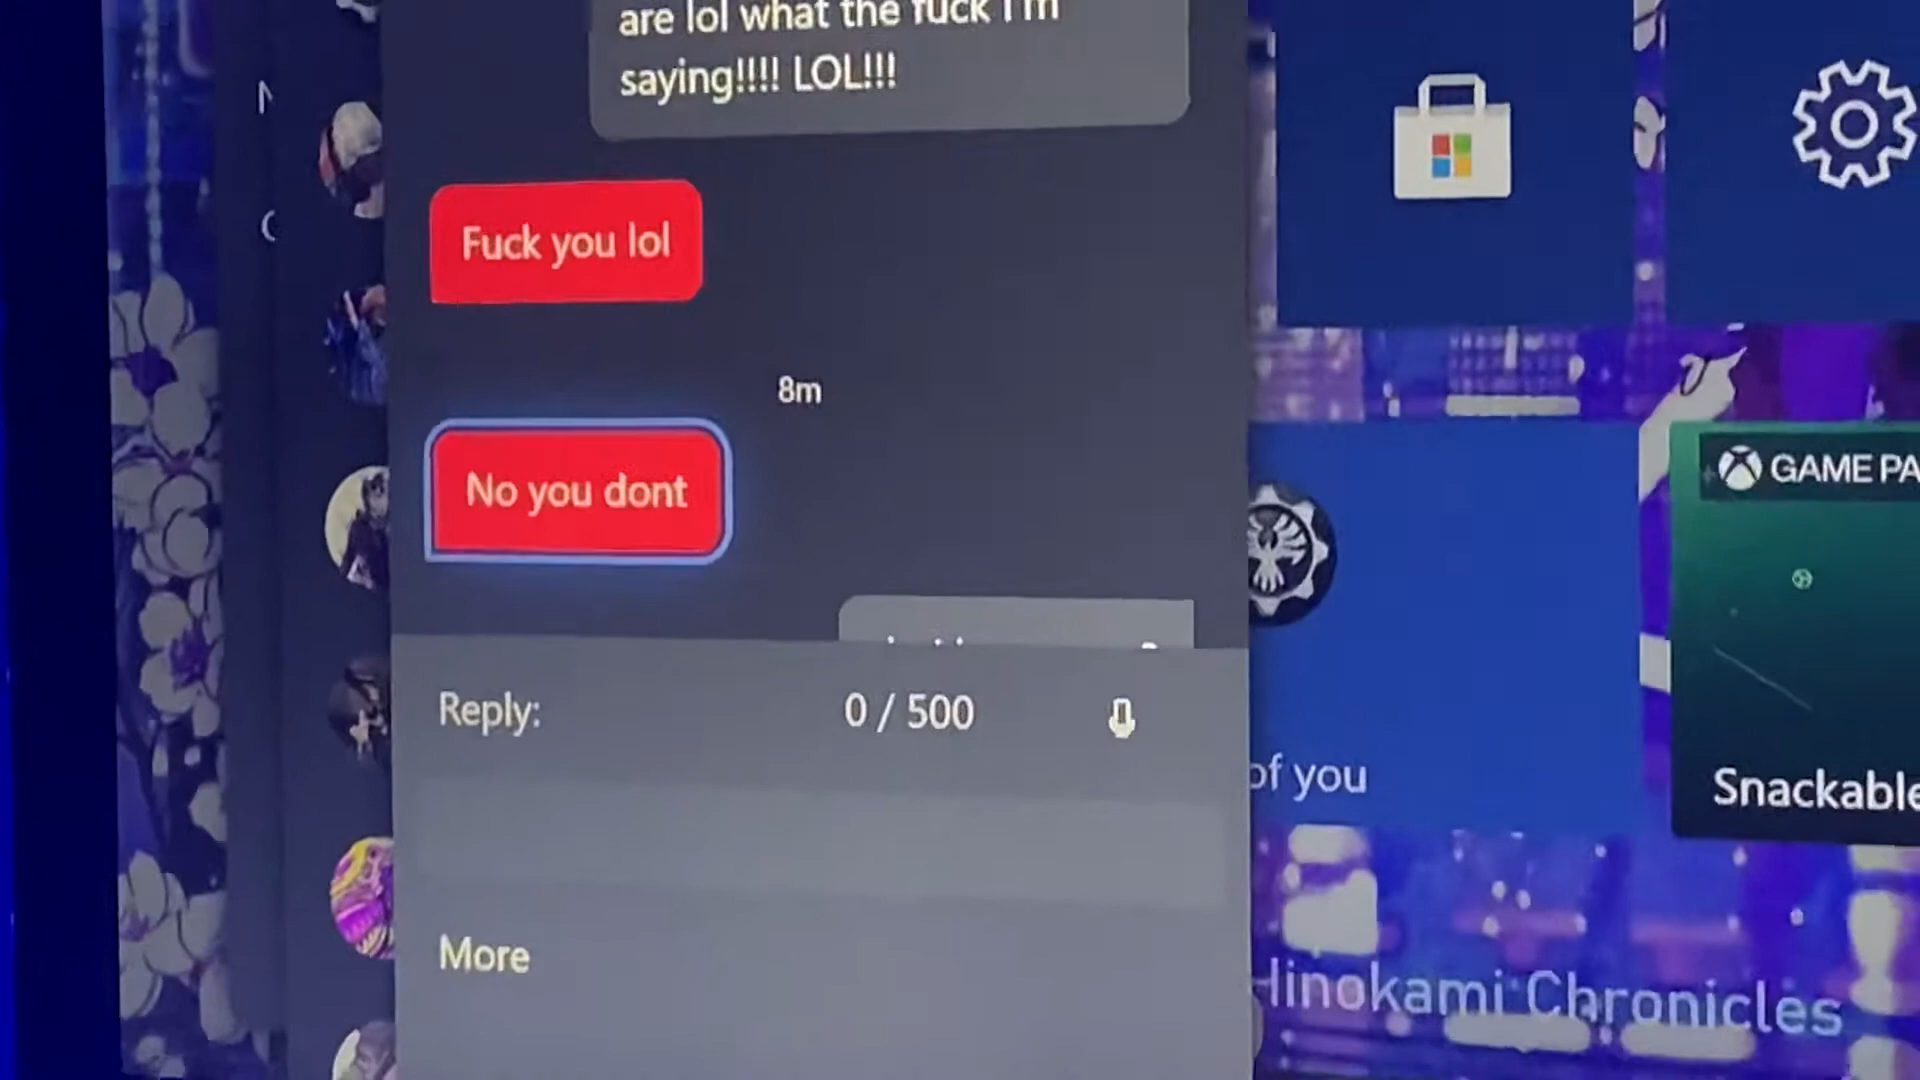 are lol what the fuck I'm
saying!!!! LOL!!!
Fuck you lol
8m
No you dont
Reply:
0 / 500
More
GAME PA
of you
Snackable
Hinokami Chronicles